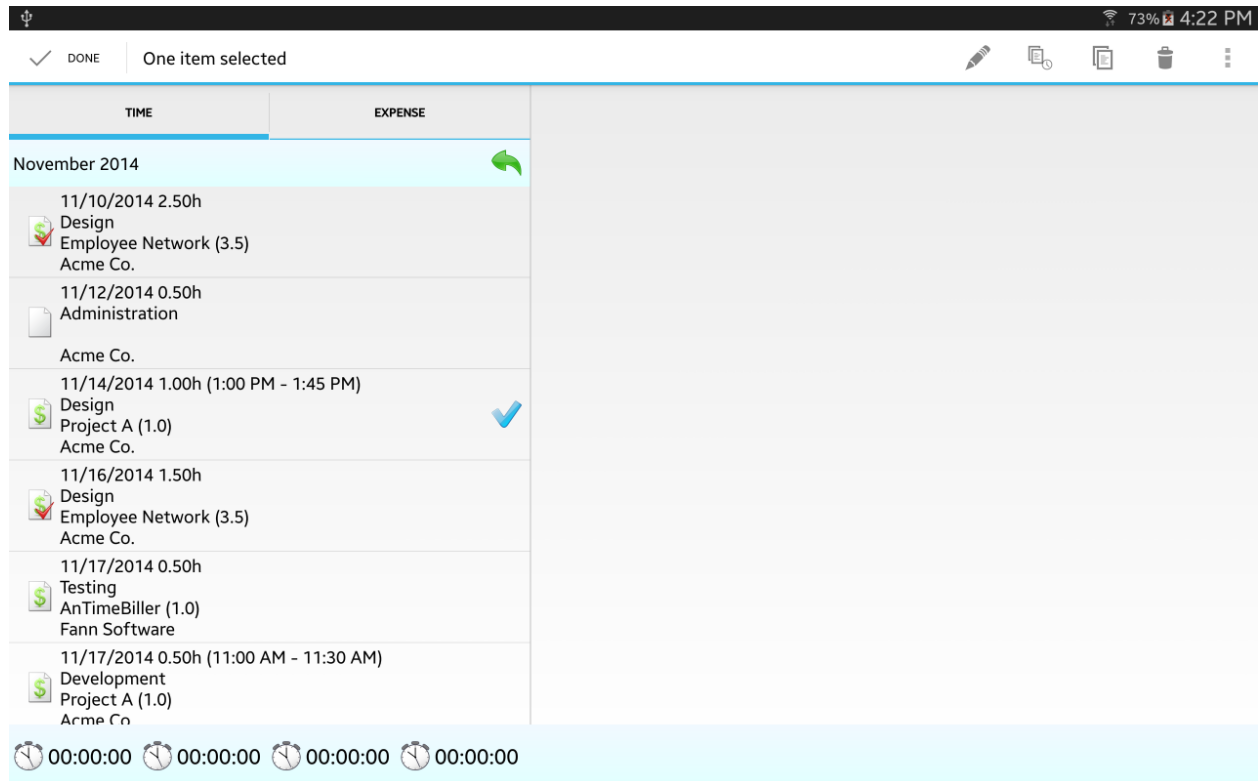 73% 4:22 PM
DONE One item selected
TIME EXPENSE
November 2014
11/10/2014 2.50h
Design
Employee Network (3.5)
Acme Co.
11/12/2014 0.50h
Administration
Acme Co.
11/14/2014 1.00h (1:00 PM - 1:45 PM)
Design
Project A (1.0)
Acme Co.
11/16/2014 1.50h
Design
Employee Network (3.5)
Acme Co.
11/17/2014 0.50h
Testing
AnTimeBiller (1.0)
Fann Software
11/17/2014 0.50h (11:00 AM - 11:30 AM)
Development
Project A (1.0)
Acme Co
00:00:00 00:00:00 00:00:00 00:00:00